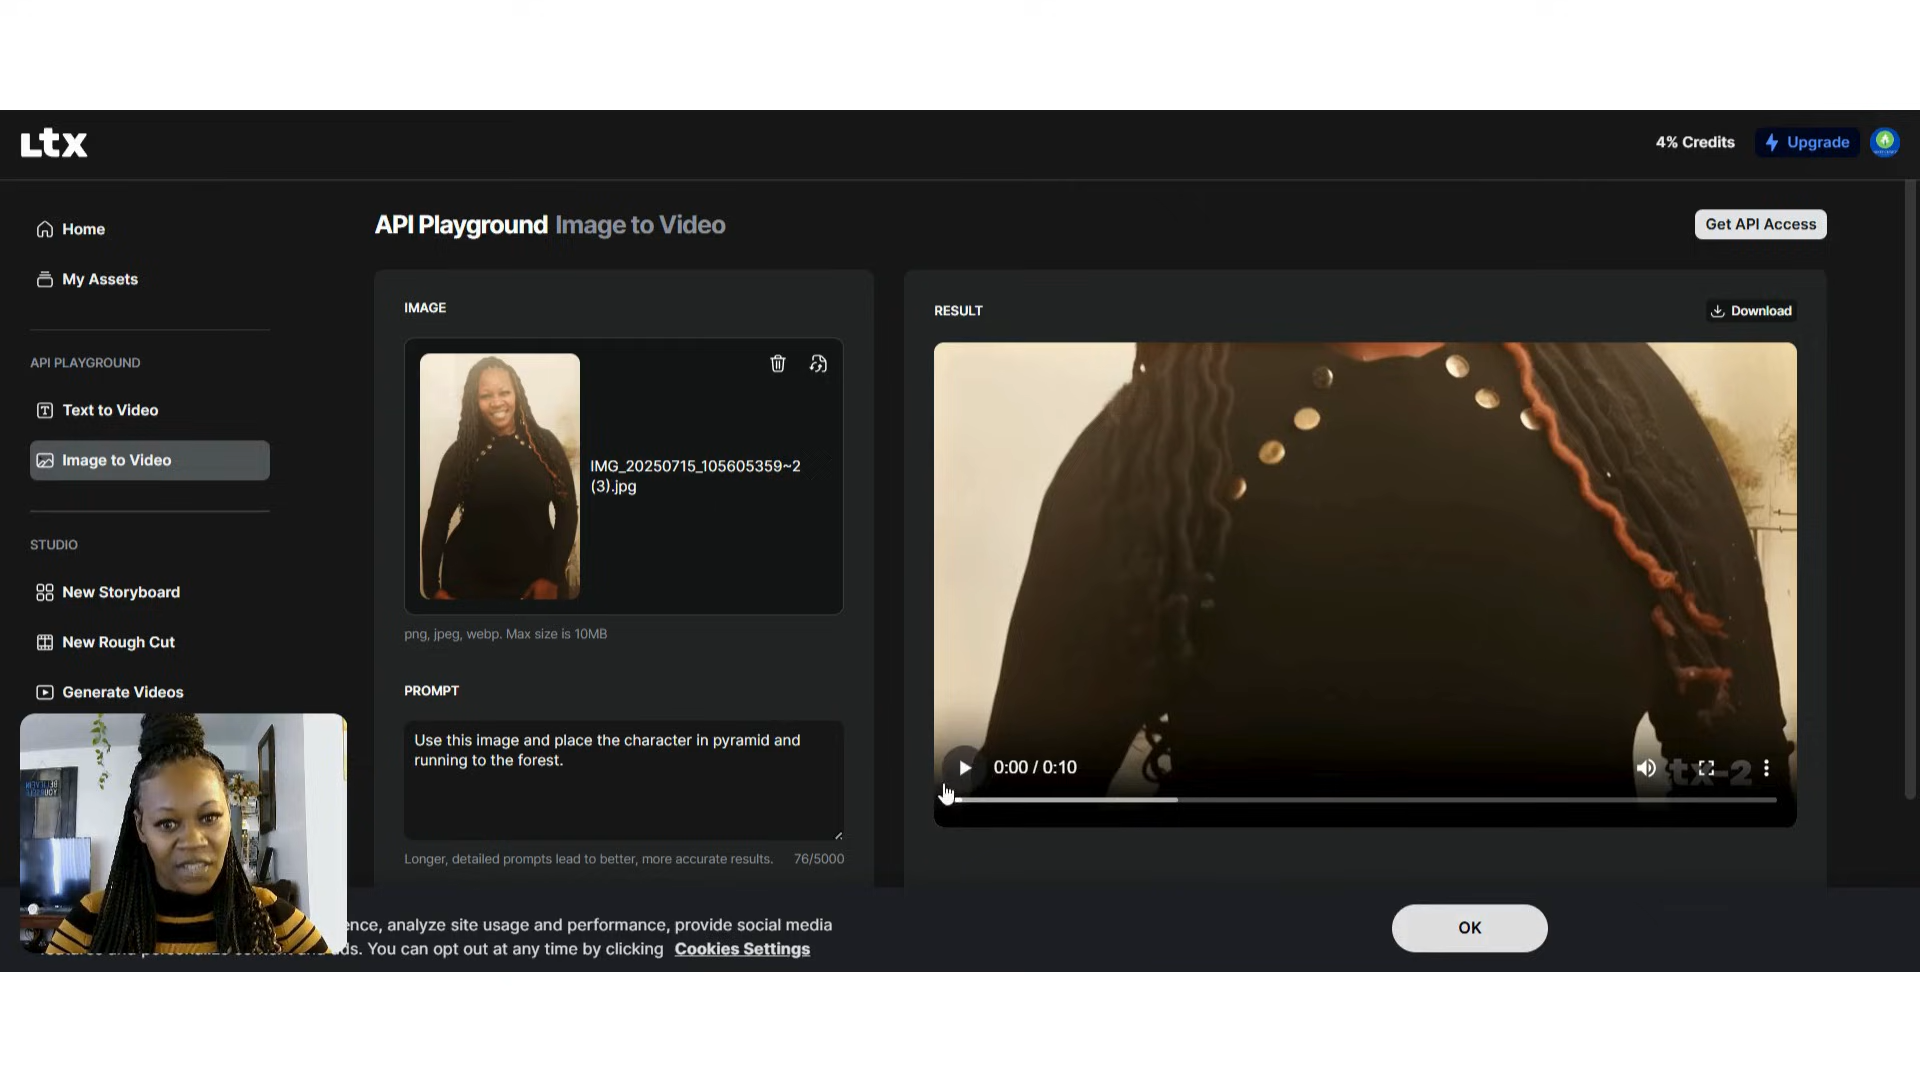 Ltx
4% Credits
Upgrade
Home
My Assets
API PLAYGROUND
Text to Video
Image to Video
STUDIO
New Storyboard
New Rough Cut
Generate Videos
API Playground Image to Video
Get API Access
IMAGE
IMG_20250715_105605359~2
(3).jpg
png, jpeg, webp. Max size is 10MB
PROMPT
Use this image and place the character in pyramid and
running to the forest.
Longer, detailed prompts lead to better, more accurate results. 76/5000
RESULT
Download
0:00 / 0:10
ence, analyze site usage and performance, provide social media
ds. You can opt out at any time by clicking Cookies Settings
OK